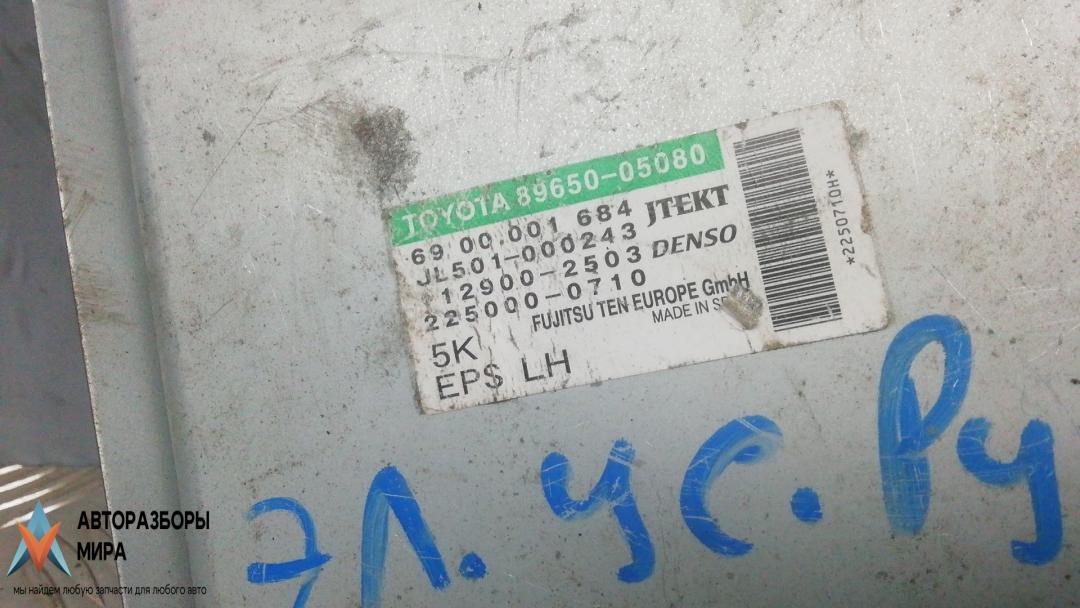 TOYOTA 89650-05080
69 00.001 684 JTEKT
JL501-000243
112900-2503 DENSO
225000-0710
FUJITSU TEN EUROPE GmbH
MADE IN
5K
EPS LH
*2250710H*
эл. ус. Ру
АВТОРАЗБОРЫ
МИРА
мы найдем любую запчасти для любого авто